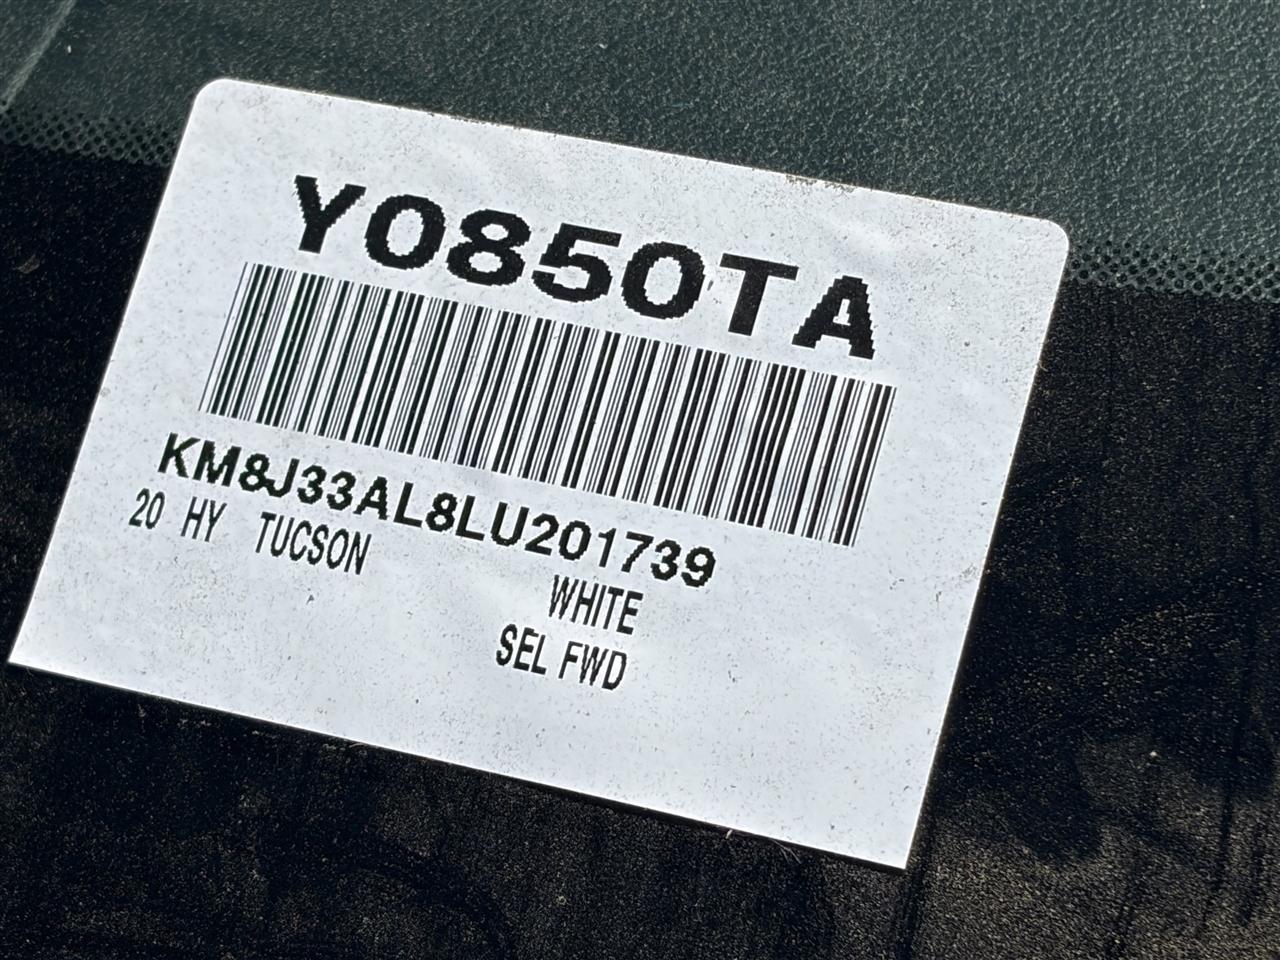 Y0850TA
KM8J33AL8LU201739
20 HY TUCSON
WHITE
SEL FWD